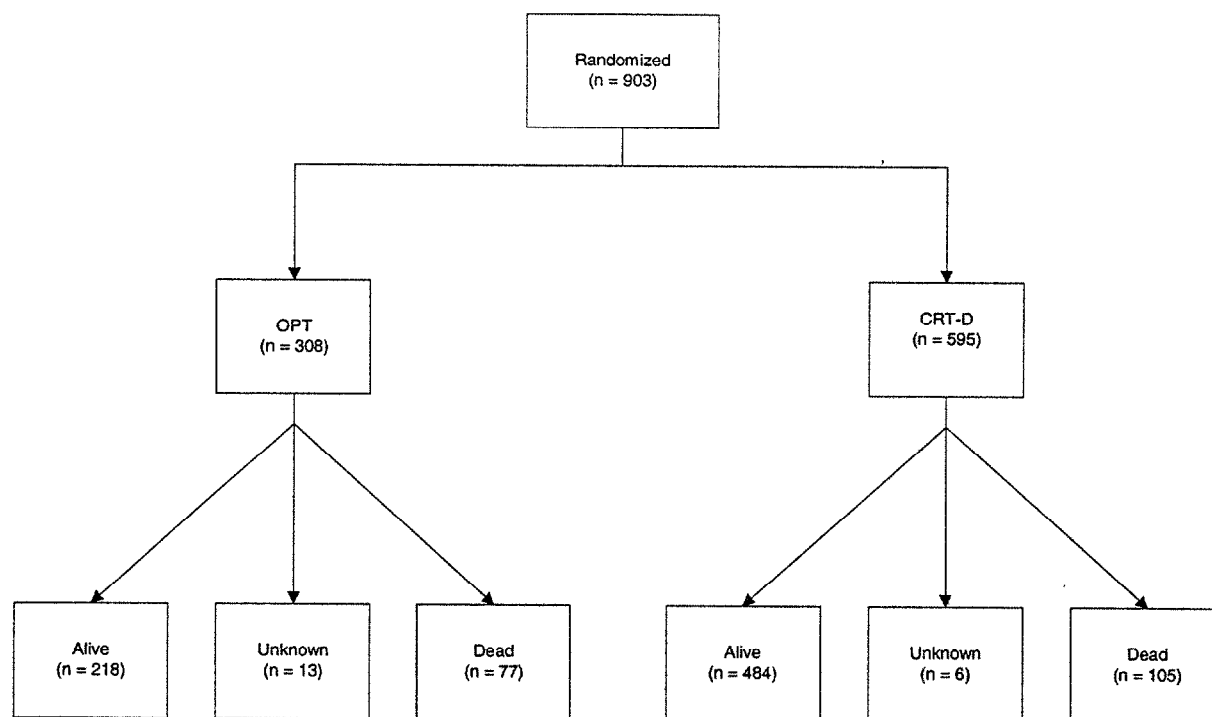 Randomized
(n = 903)
OPT
(n = 308)
CRT-D
(n = 595)
Alive
(n = 218)
Unknown
(n = 13)
Dead
(n = 77)
Alive
(n = 484)
Unknown
(n = 6)
Dead
(n = 105)